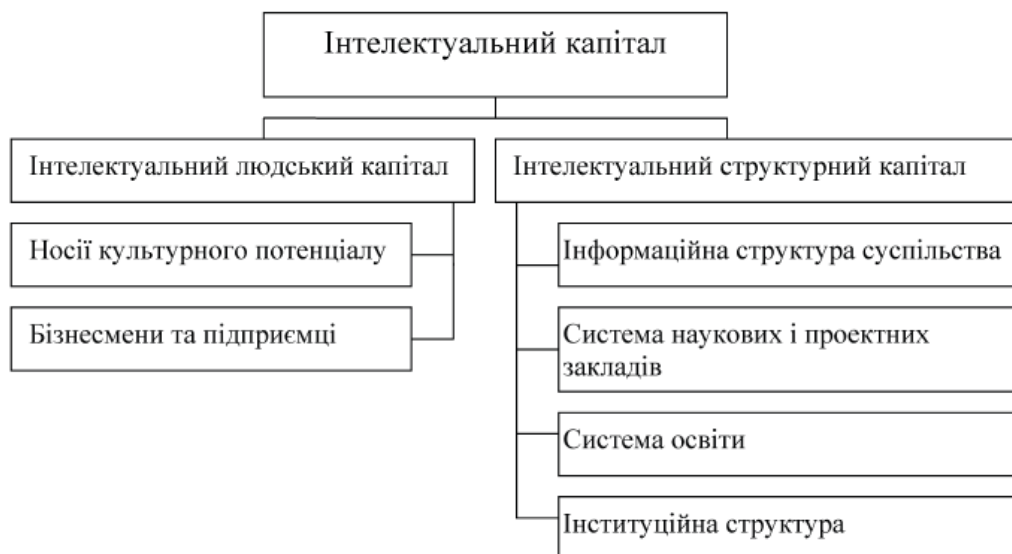 Інтелектуальний капітал
Інтелектуальний людський капітал
Носії культурного потенціалу
Бізнесмени та підприємці
Інтелектуальний структурний капітал
Інформаційна структура суспільства
Система наукових і проектних
закладів
Система освіти
Інституційна структура